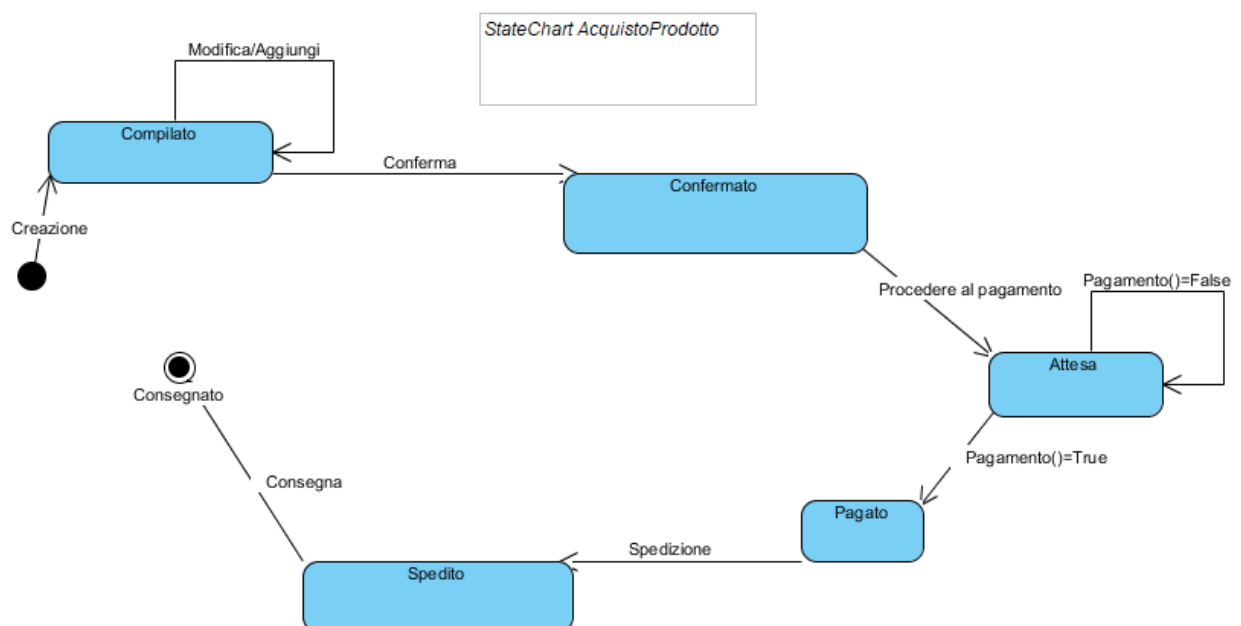 StateChart AcquistoProdotto
Modifica/Aggiungi
Compilato
Conferma
Confermato
Creazione
Procedere al pagamento
Pagamento()=False
Attesa
Consegnato
Pagamento()=True
Consegna
Pagato
Spedizione
Spedito